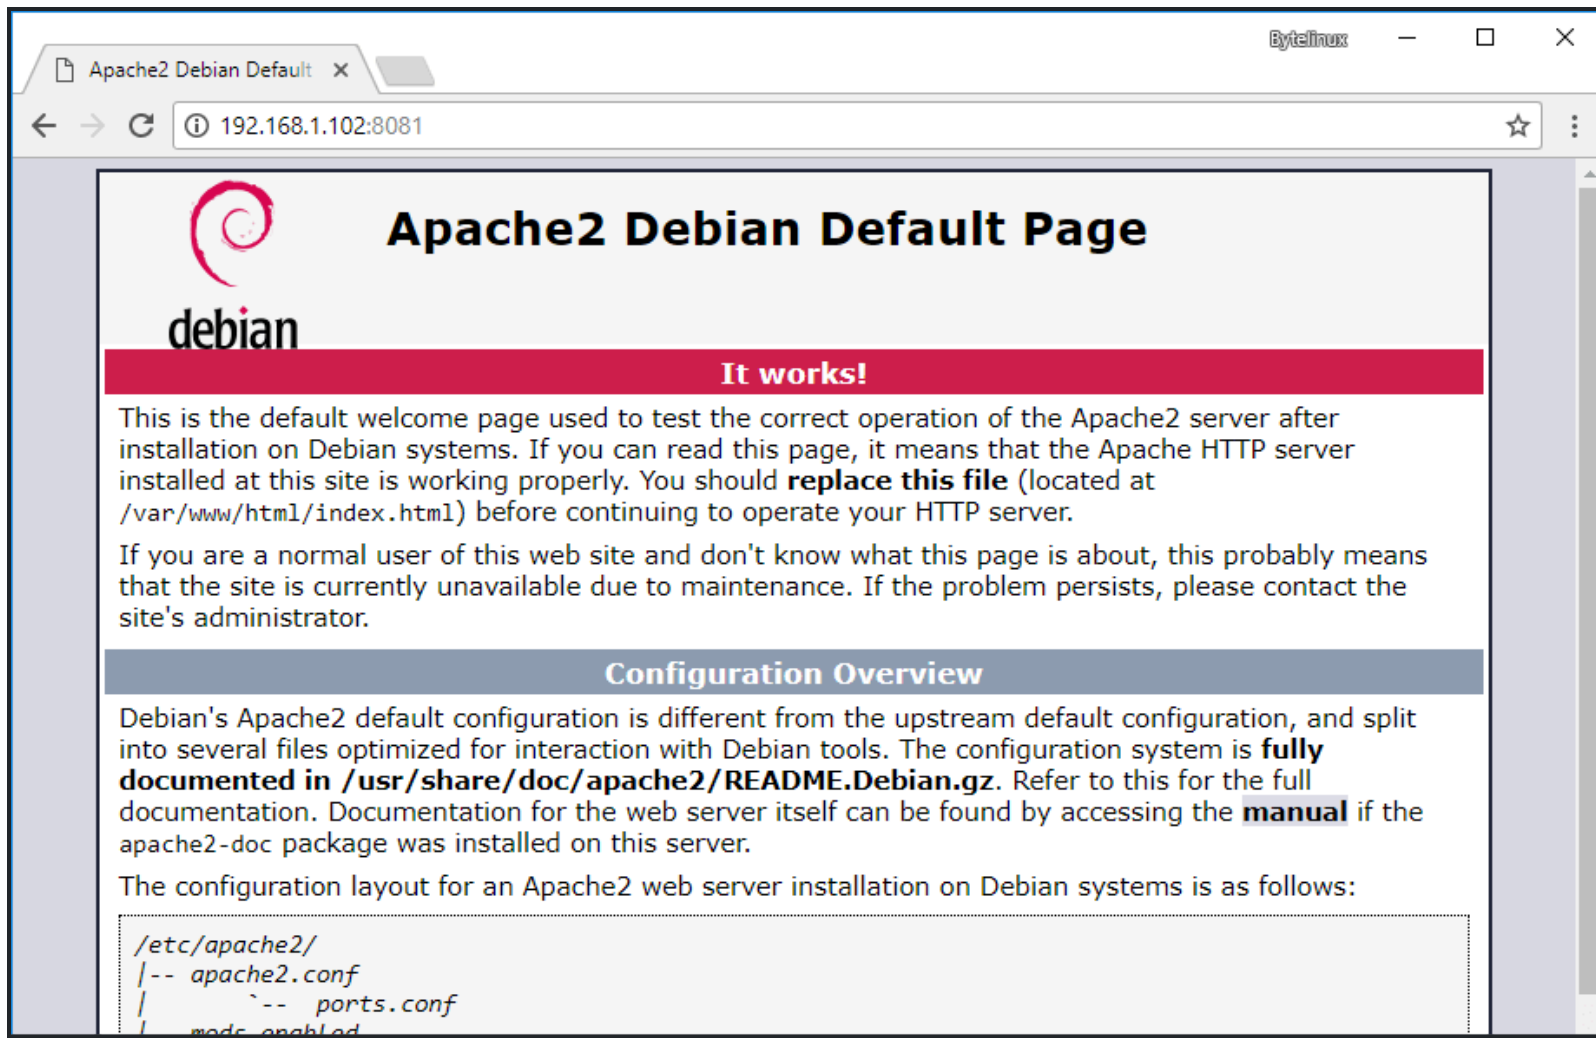 Bytelinux
Apache2 Debian Default
192.168.1.102:8081
debian
Apache2 Debian Default Page
It works!
This is the default welcome page used to test the correct operation of the Apache2 server after
installation on Debian systems. If you can read this page, it means that the Apache HTTP server
installed at this site is working properly. You should replace this file (located at
/var/www/html/index.html) before continuing to operate your HTTP server.
If you are a normal user of this web site and don't know what this page is about, this probably means
that the site is currently unavailable due to maintenance. If the problem persists, please contact the
site's administrator.
Configuration Overview
Debian's Apache2 default configuration is different from the upstream default configuration, and split
into several files optimized for interaction with Debian tools. The configuration system is fully
documented in /usr/share/doc/apache2/README.Debian.gz. Refer to this for the full
documentation. Documentation for the web server itself can be found by accessing the manual if the
apache2-doc package was installed on this server.
The configuration layout for an Apache2 web server installation on Debian systems is as follows:
/etc/apache2/
|-- apache2.conf
|       `--  ports.conf
|-- mods-enabled